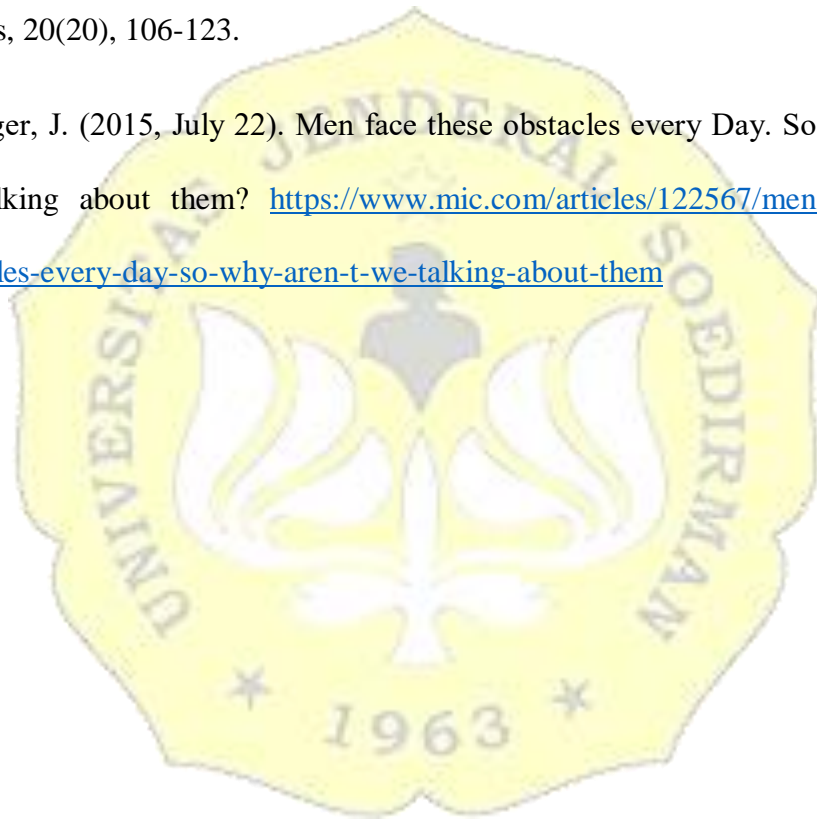 s, 20(20), 106-123.
ger, J. (2015, July 22). Men face these obstacles every Day. So
lking about them? https://www.mic.com/articles/122567/men
les-every-day-so-why-aren-t-we-talking-about-them
UNIVERSITAS JENDERAL SOEDIRMAN
1963